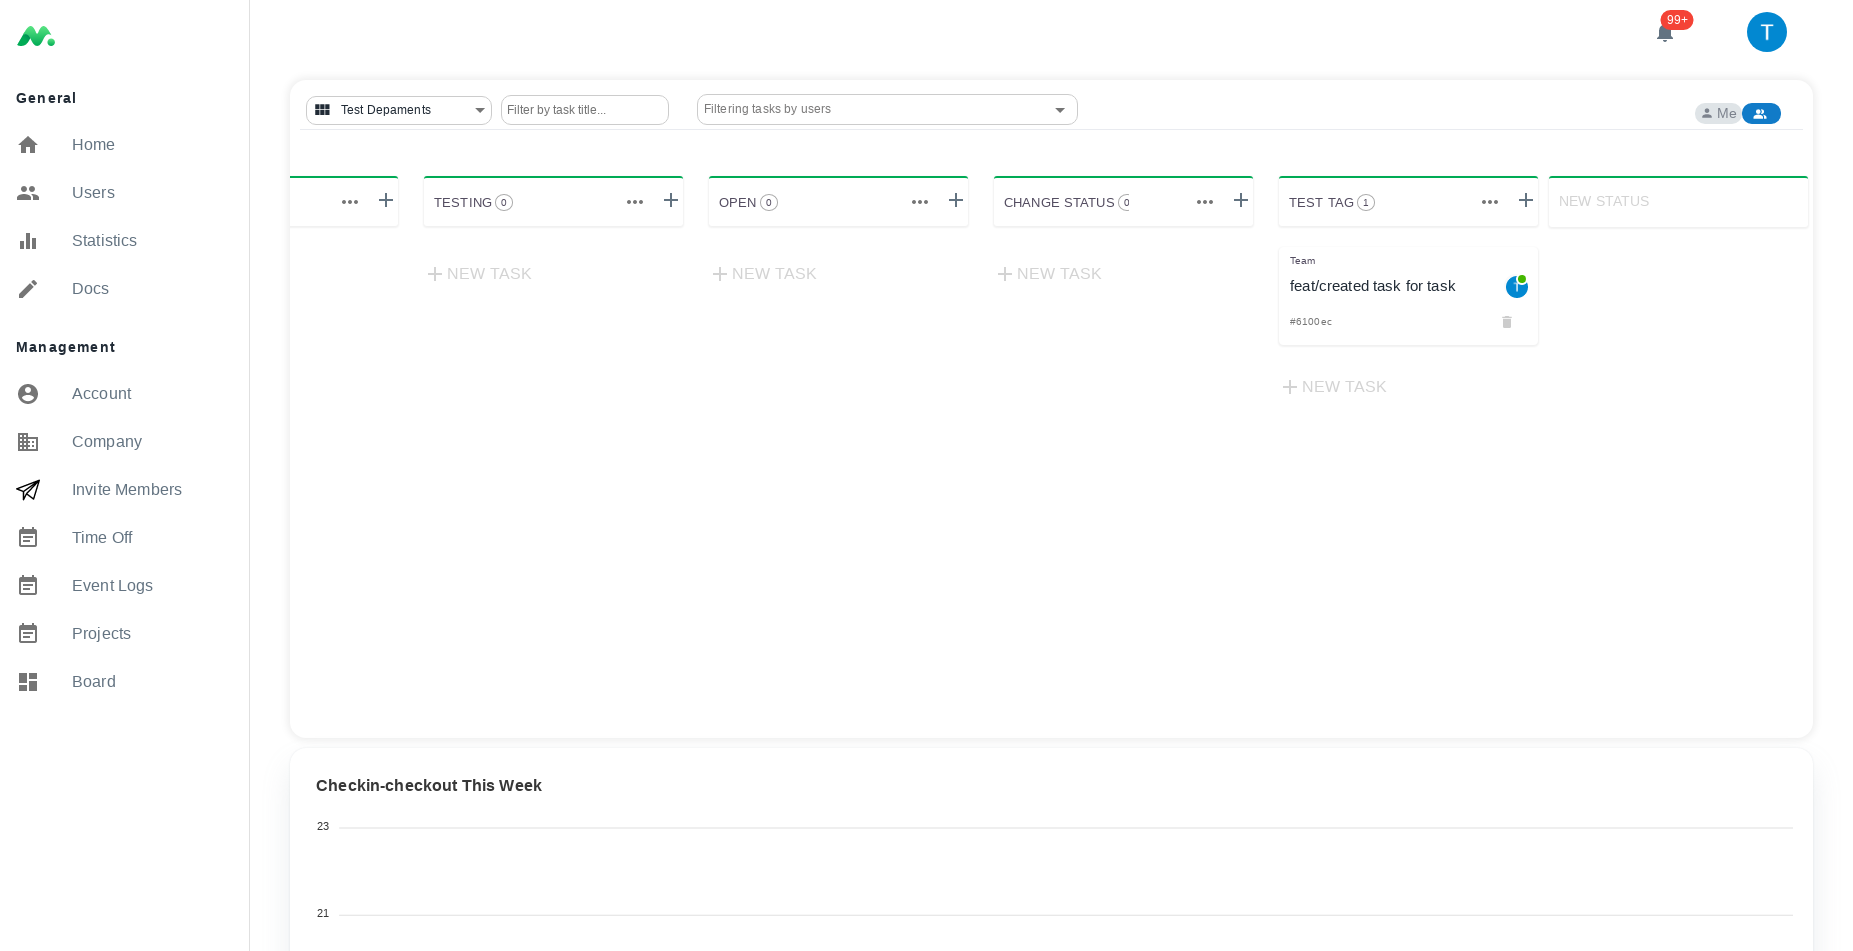 99+
T
General
Home
Users
Statistics
Docs
Management
Account
Company
Invite Members
Time Off
Event Logs
Projects
Board
Test Depaments
Filter by task title...
Filtering tasks by users
Me
TESTING 0
OPEN 0
CHANGE STATUS 0
TEST TAG 1
NEW STATUS
NEW TASK
NEW TASK
NEW TASK
Team
feat/created task for task
T
#6100ec
NEW TASK
Checkin-checkout This Week
23
21